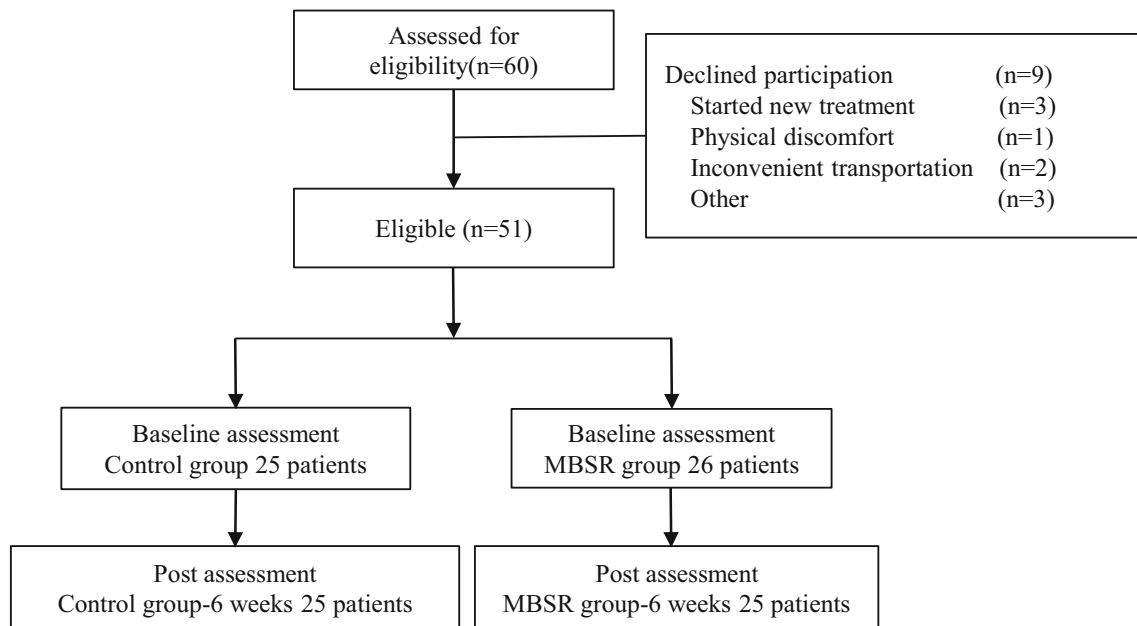 Assessed for
eligibility(n=60)
Declined participation (n=9)
Started new treatment (n=3)
Physical discomfort (n=1)
Inconvenient transportation (n=2)
Other (n=3)
Eligible (n=51)
Baseline assessment
Control group 25 patients
Baseline assessment
MBSR group 26 patients
Post assessment
Control group-6 weeks 25 patients
Post assessment
MBSR group-6 weeks 25 patients